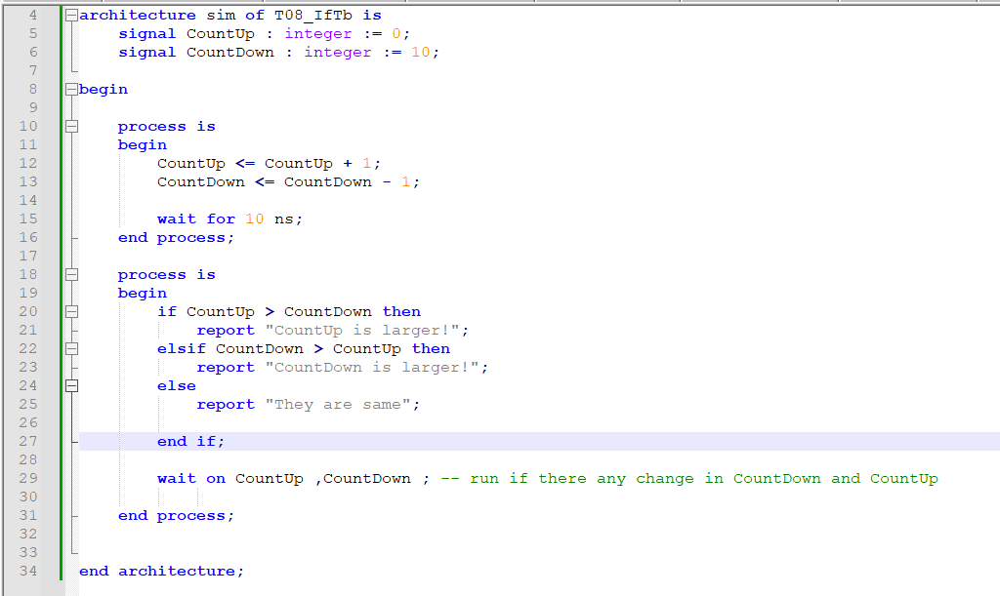 4 architecture sim of T08_IfTb is
5 signal CountUp : integer := 0;
6 signal CountDown : integer := 10;
7
8 begin
9
10 process is
11 begin
12 CountUp <= CountUp + 1;
13 CountDown <= CountDown - 1;
14
15 wait for 10 ns;
16 end process;
17
18 process is
19 begin
20 if CountUp > CountDown then
21 report "CountUp is larger!";
22 elsif CountDown > CountUp then
23 report "CountDown is larger!";
24 else
25 report "They are same";
26
27 end if;
28
29 wait on CountUp ,CountDown ; -- run if there any change in CountDown and CountUp
30
31 end process;
32
33
34 end architecture;